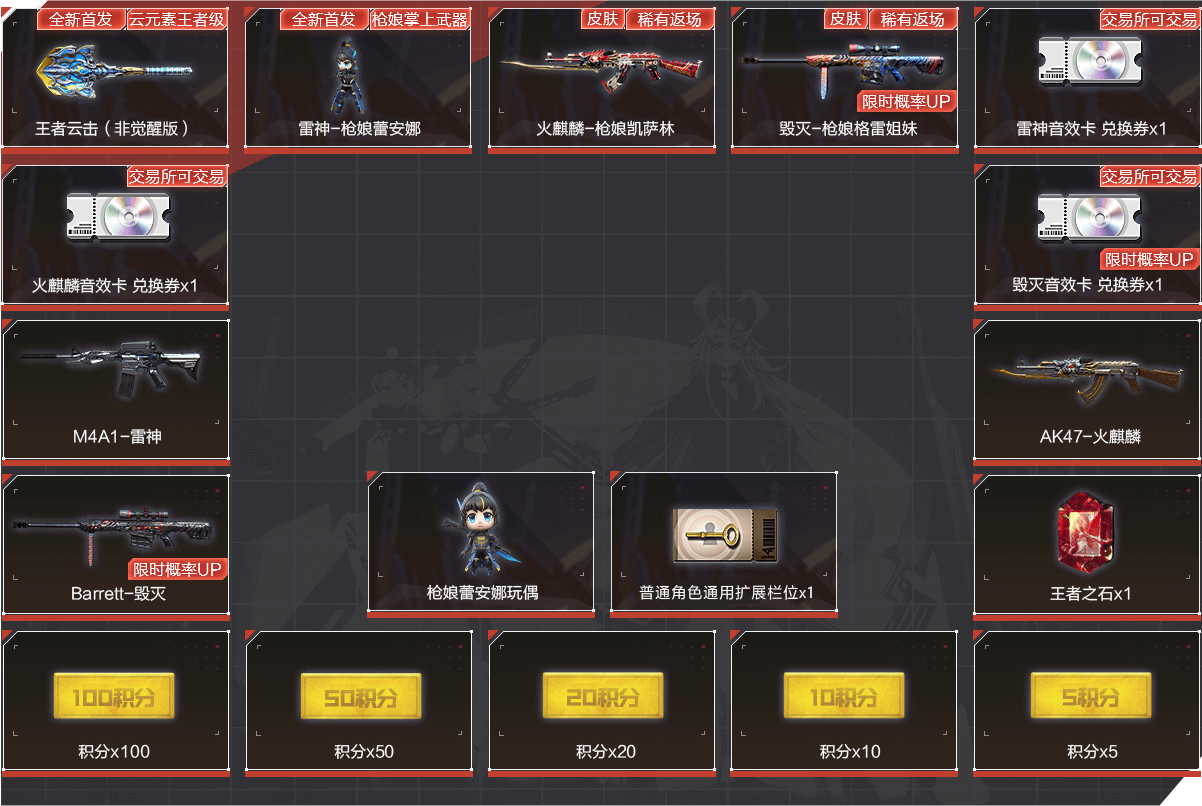 全新首发 云元素王者级
王者云击（非觉醒版）
全新首发 枪娘掌上武器
雷神-枪娘蕾安娜
皮肤 稀有返场
火麒麟-枪娘凯萨林
皮肤 稀有返场
限时概率UP
毁灭-枪娘格雷姐妹
交易所可交易
雷神音效卡 兑换券x1
交易所可交易
火麒麟音效卡 兑换券x1
交易所可交易
限时概率UP
毁灭音效卡 兑换券x1
M4A1-雷神
AK47-火麒麟
限时概率UP
Barrett-毁灭
枪娘蕾安娜玩偶
普通角色通用扩展栏位x1
王者之石x1
100积分
积分x100
50积分
积分x50
20积分
积分x20
10积分
积分x10
5积分
积分x5